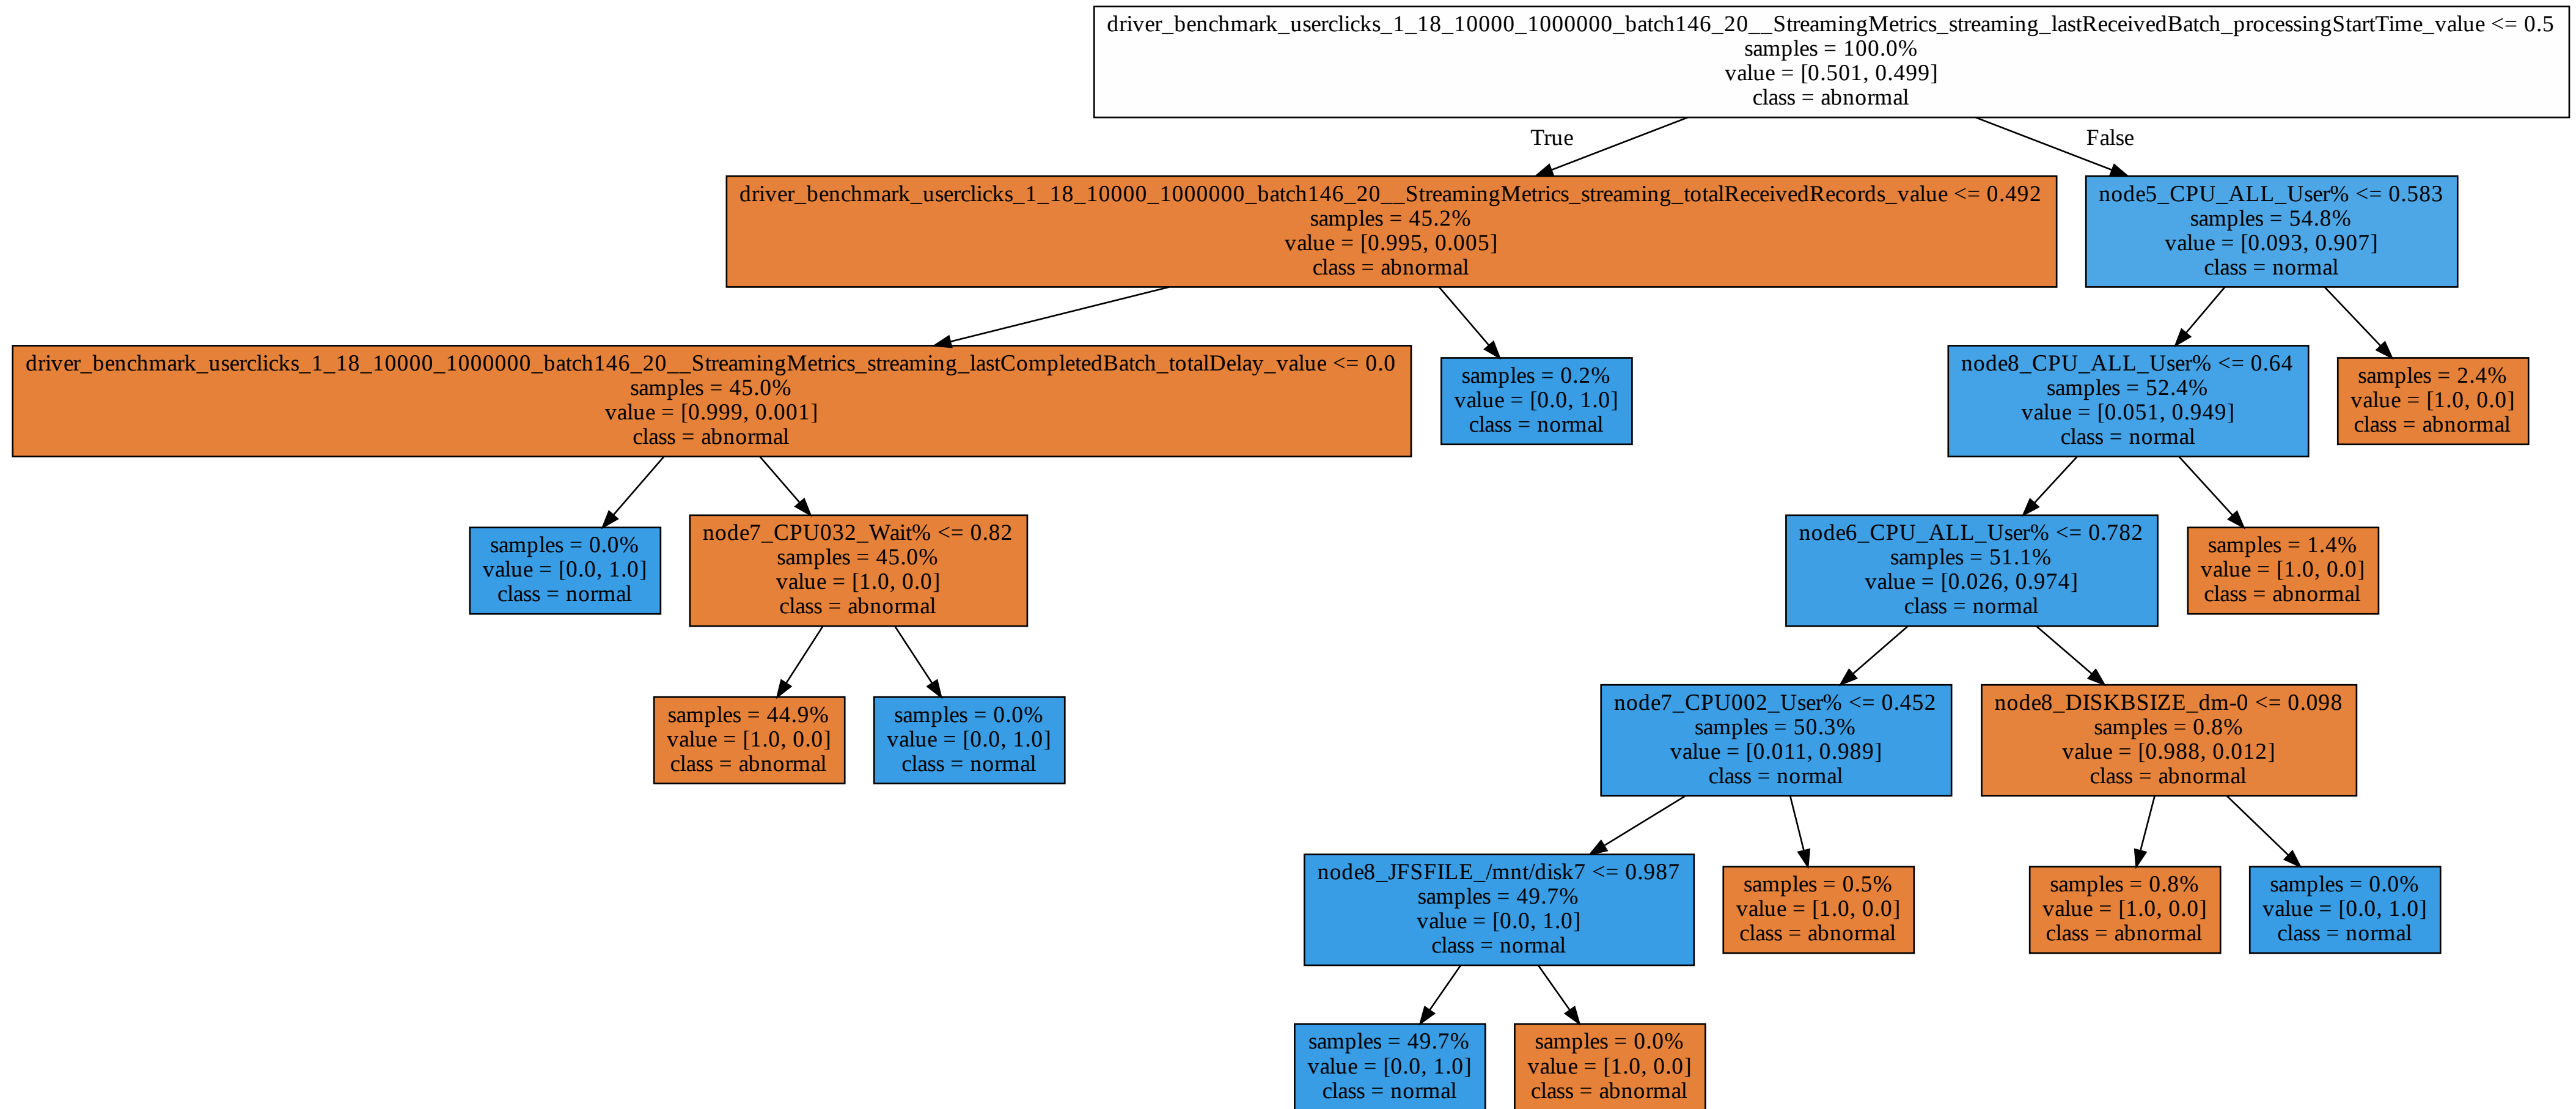 driver_benchmark_userclicks_1_18_10000_1000000_batch146_20__StreamingMetrics_streaming_lastReceivedBatch_processingStartTime_value <= 0.5
samples = 100.0%
value = [0.501, 0.499]
class = abnormal
True
False
driver_benchmark_userclicks_1_18_10000_1000000_batch146_20__StreamingMetrics_streaming_totalReceivedRecords_value <= 0.492
samples = 45.2%
value = [0.995, 0.005]
class = abnormal
node5_CPU_ALL_User% <= 0.583
samples = 54.8%
value = [0.093, 0.907]
class = normal
driver_benchmark_userclicks_1_18_10000_1000000_batch146_20__StreamingMetrics_streaming_lastCompletedBatch_totalDelay_value <= 0.0
samples = 45.0%
value = [0.999, 0.001]
class = abnormal
samples = 0.2%
value = [0.0, 1.0]
class = normal
node8_CPU_ALL_User% <= 0.64
samples = 52.4%
value = [0.051, 0.949]
class = normal
samples = 2.4%
value = [1.0, 0.0]
class = abnormal
samples = 0.0%
value = [0.0, 1.0]
class = normal
node7_CPU032_Wait% <= 0.82
samples = 45.0%
value = [1.0, 0.0]
class = abnormal
node6_CPU_ALL_User% <= 0.782
samples = 51.1%
value = [0.026, 0.974]
class = normal
samples = 1.4%
value = [1.0, 0.0]
class = abnormal
samples = 44.9%
value = [1.0, 0.0]
class = abnormal
samples = 0.0%
value = [0.0, 1.0]
class = normal
node7_CPU002_User% <= 0.452
samples = 50.3%
value = [0.011, 0.989]
class = normal
node8_DISKBSIZE_dm-0 <= 0.098
samples = 0.8%
value = [0.988, 0.012]
class = abnormal
node8_JFSFILE_/mnt/disk7 <= 0.987
samples = 49.7%
value = [0.0, 1.0]
class = normal
samples = 0.5%
value = [1.0, 0.0]
class = abnormal
samples = 0.8%
value = [1.0, 0.0]
class = abnormal
samples = 0.0%
value = [0.0, 1.0]
class = normal
samples = 49.7%
value = [0.0, 1.0]
class = normal
samples = 0.0%
value = [1.0, 0.0]
class = abnormal